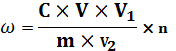 ω = (C × V × V₁) / (m × v₂) × n